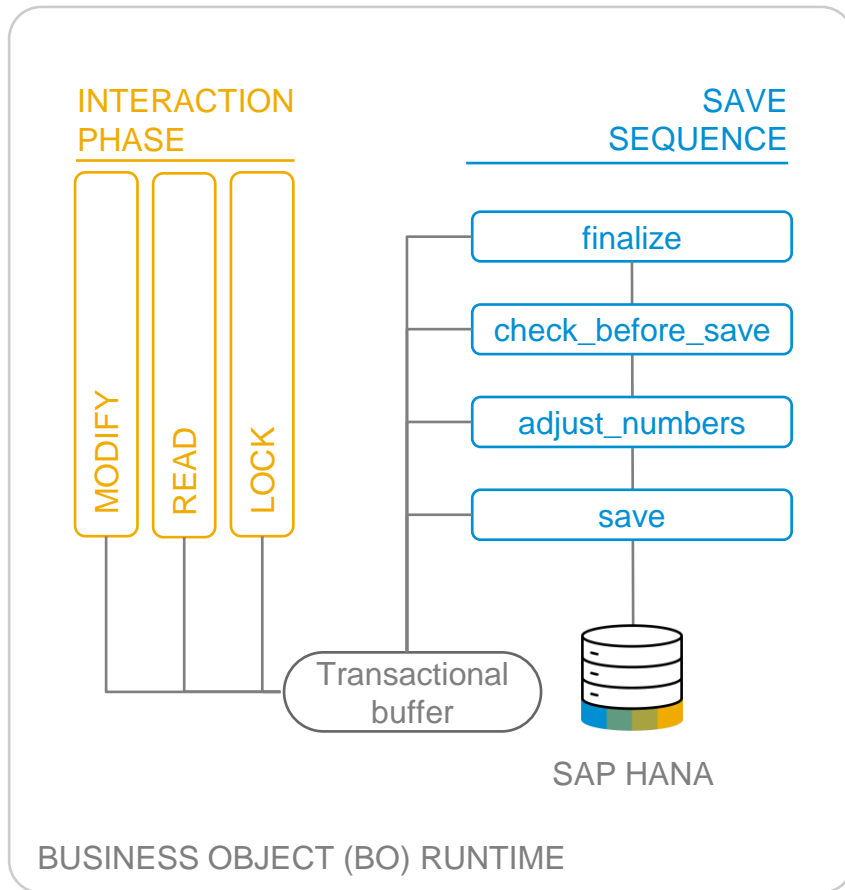 INTERACTION
PHASE
SAVE
SEQUENCE
MODIFY
READ
LOCK
finalize
check_before_save
adjust_numbers
save
Transactional
buffer
SAP HANA
BUSINESS OBJECT (BO) RUNTIME